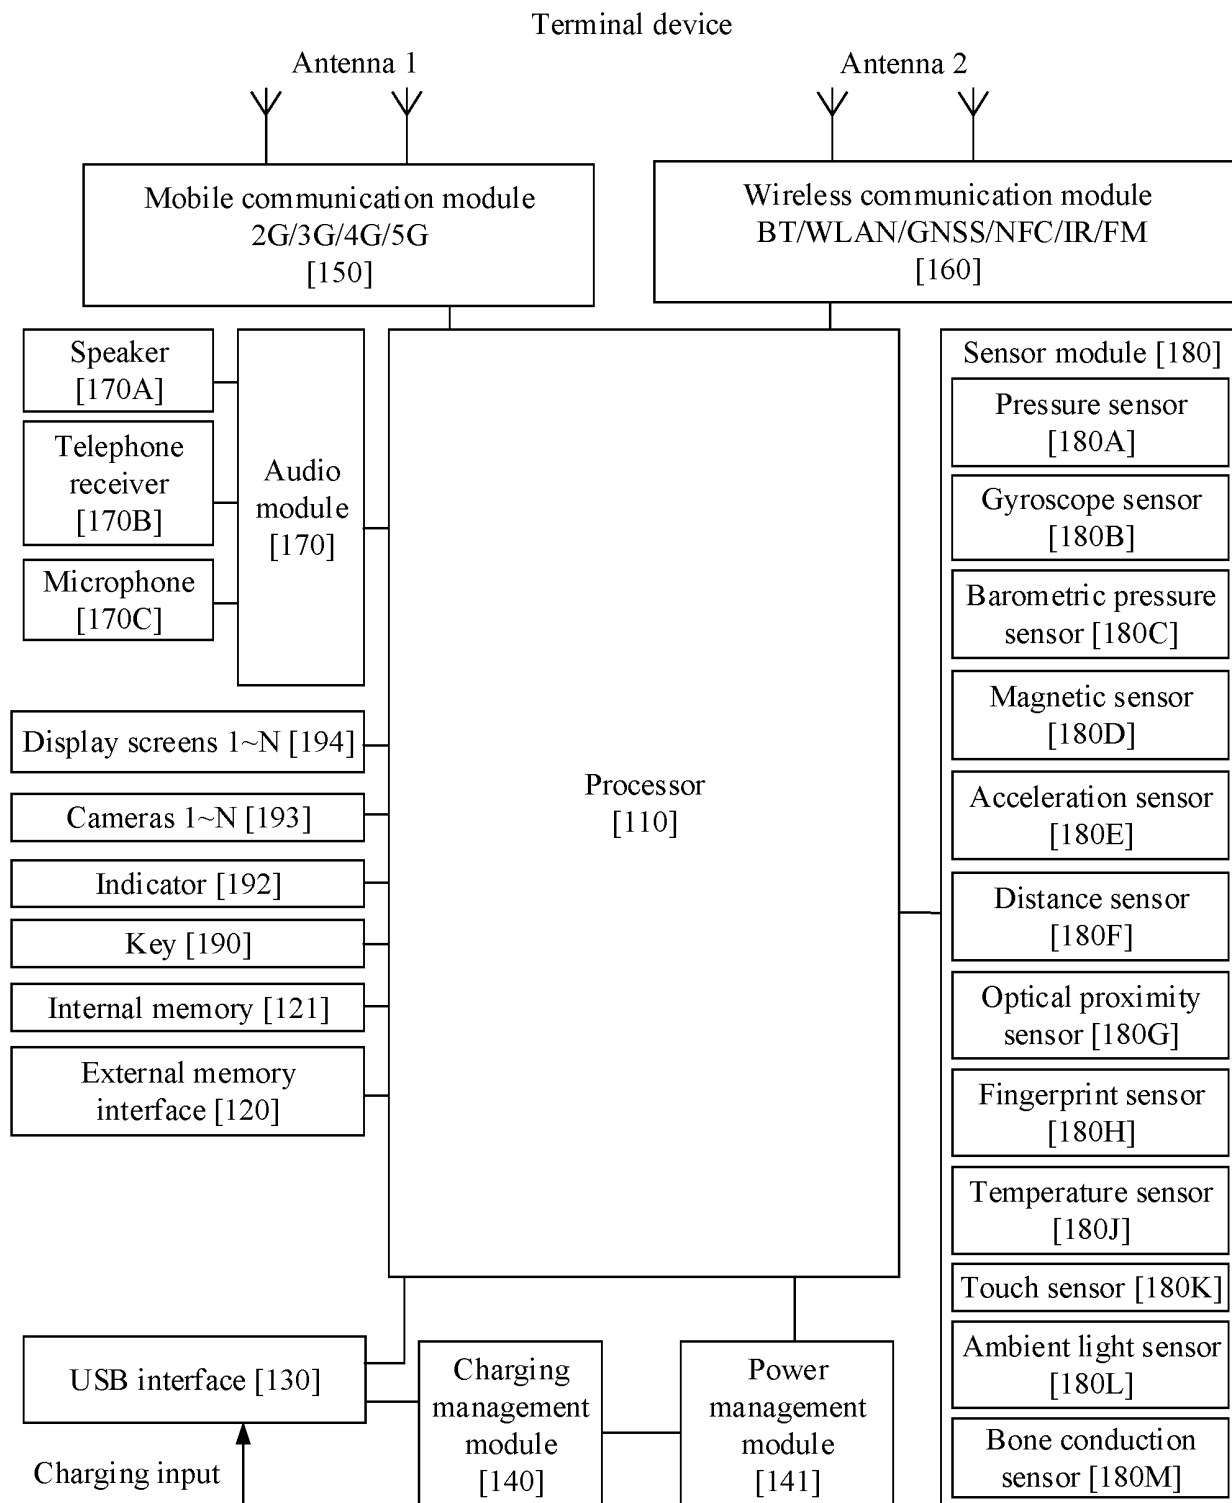 Terminal device
Antenna 1
Antenna 2
Mobile communication module
2G/3G/4G/5G
[150]
Wireless communication module
BT/WLAN/GNSS/NFC/IR/FM
[160]
Speaker
[170A]
Telephone
receiver
[170B]
Microphone
[170C]
Audio
module
[170]
Display screens 1~N [194]
Cameras 1~N [193]
Indicator [192]
Key [190]
Internal memory [121]
External memory
interface [120]
Processor
[110]
Sensor module [180]
Pressure sensor
[180A]
Gyroscope sensor
[180B]
Barometric pressure
sensor [180C]
Magnetic sensor
[180D]
Acceleration sensor
[180E]
Distance sensor
[180F]
Optical proximity
sensor [180G]
Fingerprint sensor
[180H]
Temperature sensor
[180J]
Touch sensor [180K]
Ambient light sensor
[180L]
Bone conduction
sensor [180M]
USB interface [130]
Charging input
Charging
management
module
[140]
Power
management
module
[141]